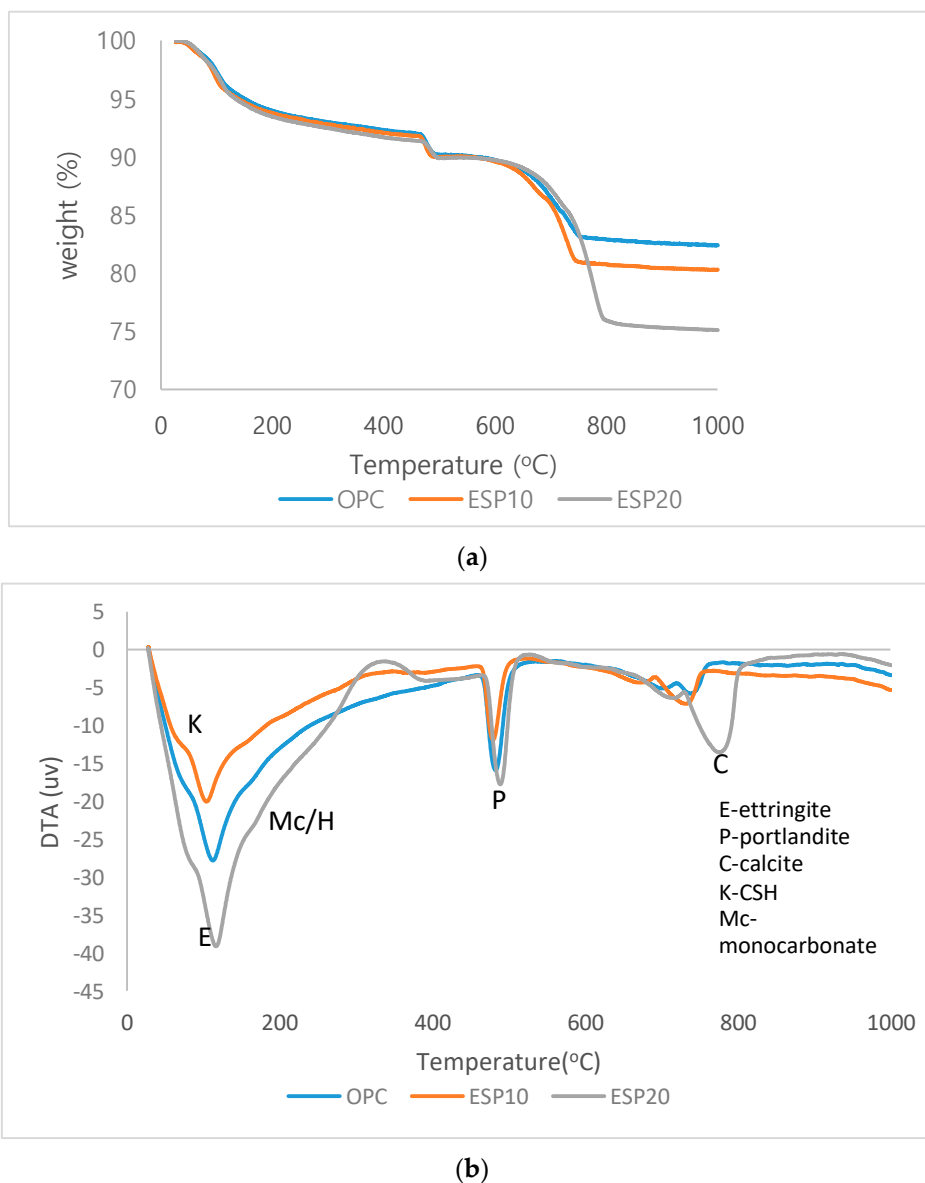 100
95
90
85
80
75
70
weight (%)
0 200 400 600 800 1000
Temperature (°C)
OPC ESP10 ESP20
(a)
5
0
-5
-10
-15
-20
-25
-30
-35
-40
-45
DTA (uv)
K
Mc/H
E
P
C
E-ettringite
P-portlandite
C-calcite
K-CSH
Mc-
monocarbonate
0 200 400 600 800 1000
Temperature(°C)
OPC ESP10 ESP20
(b)